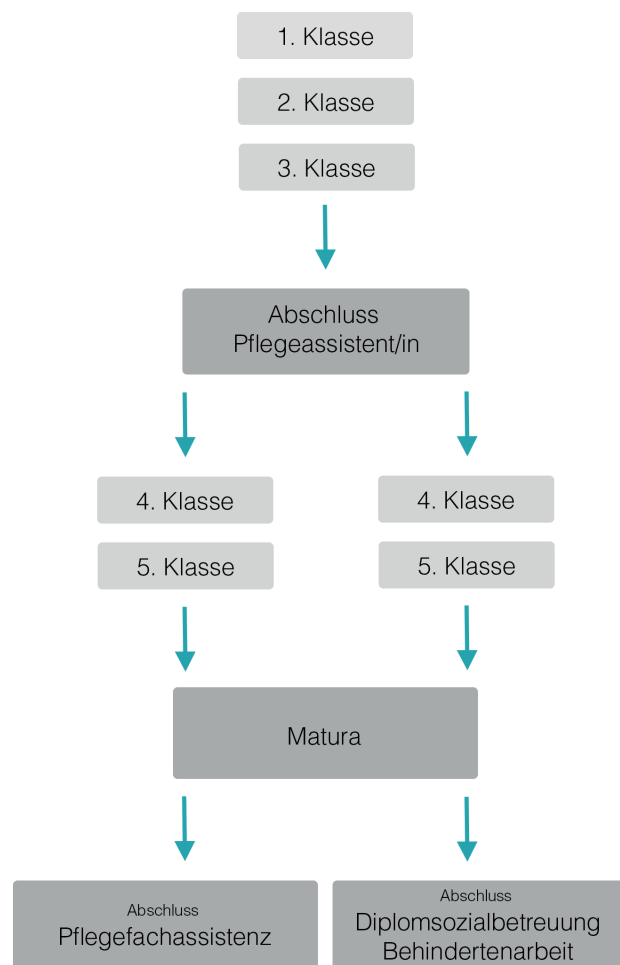 1. Klasse
2. Klasse
3. Klasse
Abschluss
Pflegeassistent/in
4. Klasse
4. Klasse
5. Klasse
5. Klasse
Matura
Abschluss
Pflegefachassistenz
Abschluss
Diplomsozialbetreuung
Behindertenarbeit